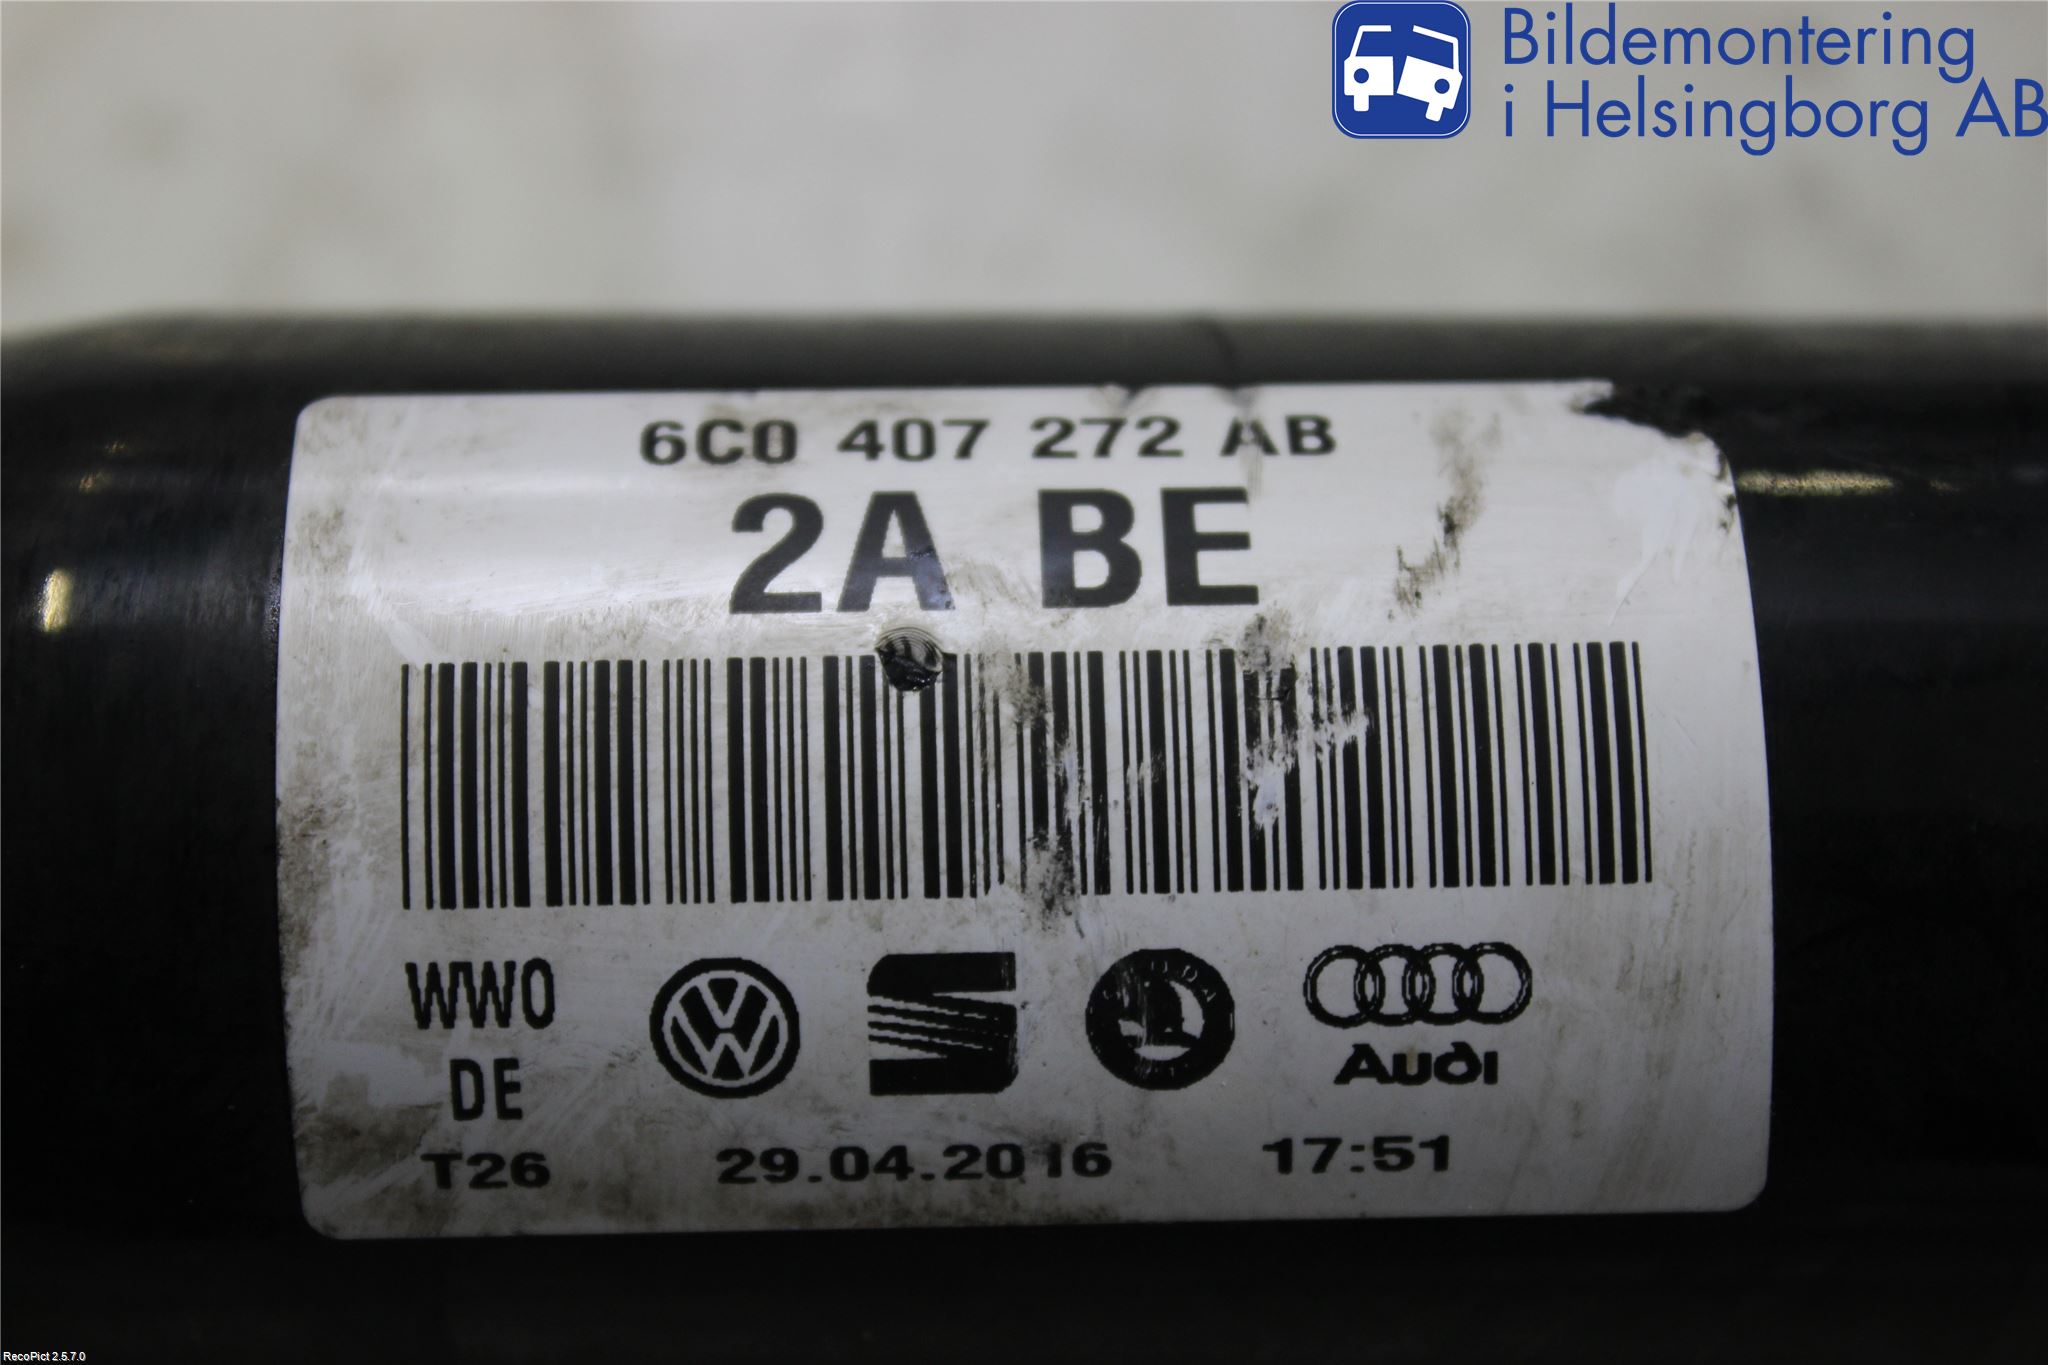 Bildemontering
i Helsingborg AB
6C0 407 272 AB
2A BE
WW0
DE
T26
SKODA
Audi
29.04.2016 17:51
RecoPict 2.5.7.0